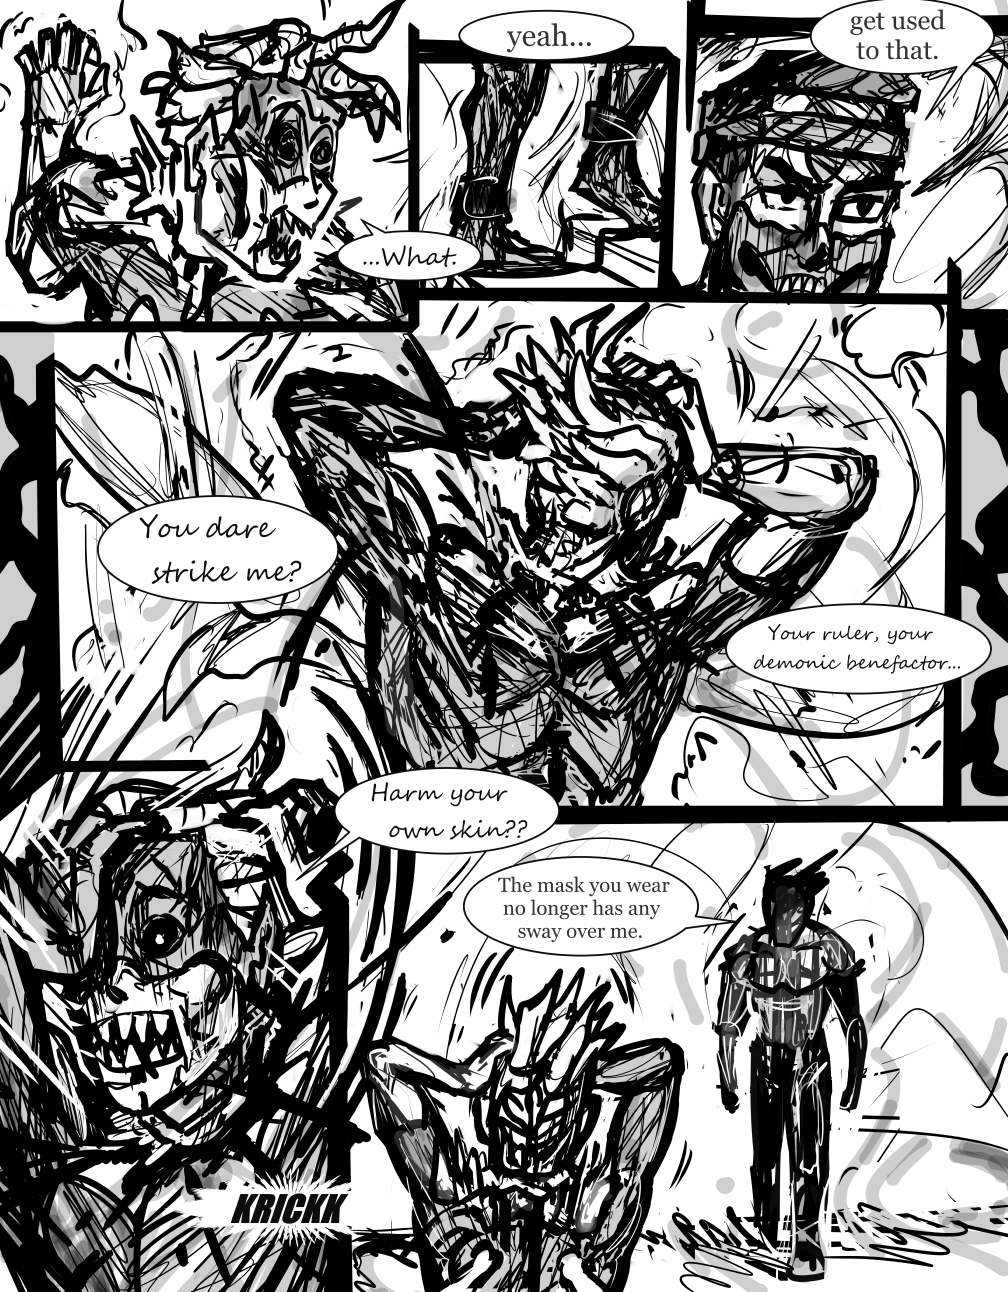 yeah...
get used
to that.
...What.
You dare
strike me?
Your ruler, your
demonic benefactor...
Harm your
own skin??
The mask you wear
no longer has any
sway over me.
KRICKK